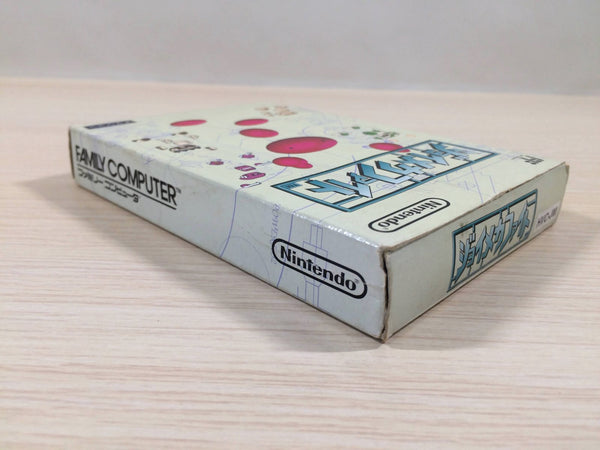 FAMILY COMPUTER™
ファミリー コンピュータ
Nintendo
ジョイメカファイト
Nintendo
ジョイメカファイト